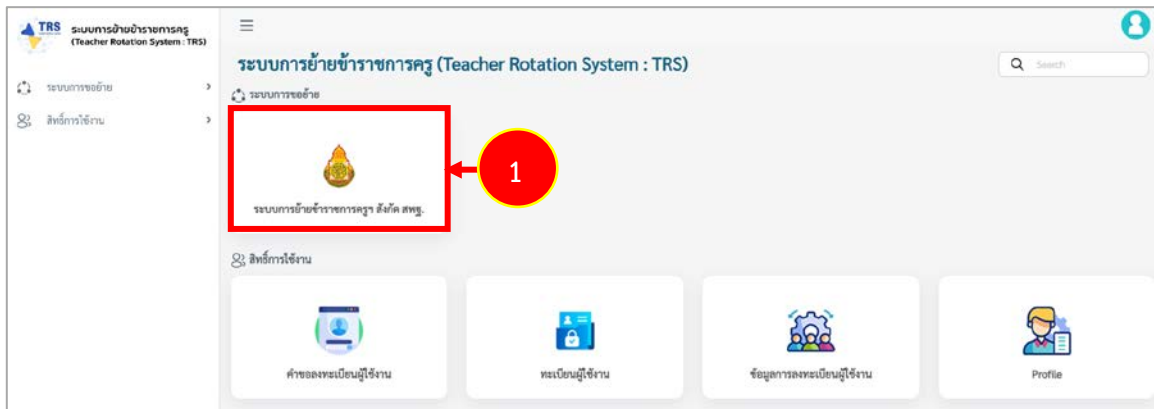 TRS ระบบการย้ายข้าราชการครู
(Teacher Rotation System : TRS)
ระบบการขอย้าย
สิทธิ์การใช้งาน
ระบบการย้ายข้าราชการครู (Teacher Rotation System : TRS)
Search
ระบบการขอย้าย
1
ระบบการย้ายข้าราชการครูฯ สังกัด สพฐ.
สิทธิ์การใช้งาน
คำขอลงทะเบียนผู้ใช้งาน
ทะเบียนผู้ใช้งาน
ข้อมูลการลงทะเบียนผู้ใช้งาน
Profile